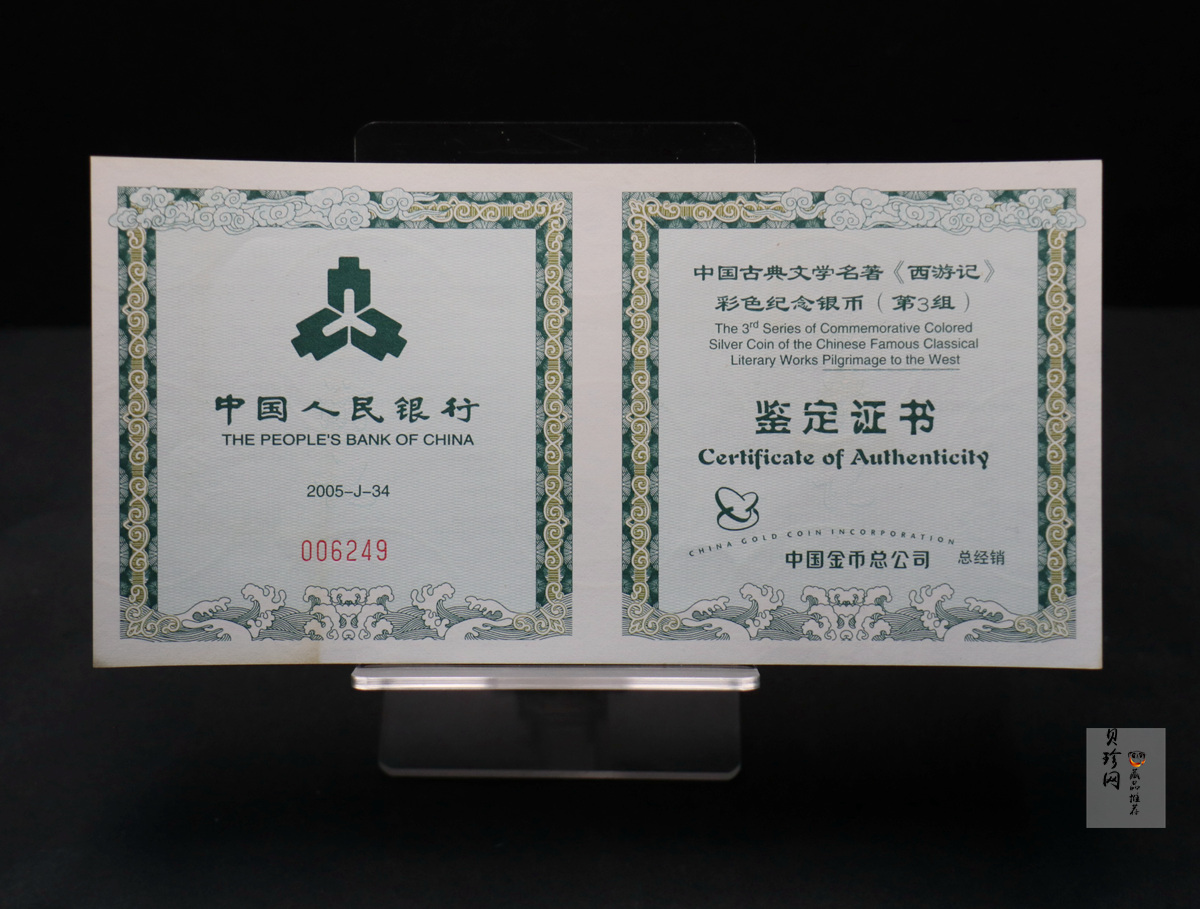 中国人民银行
THE PEOPLE'S BANK OF CHINA
2005-J-34
006249
中国古典文学名著《西游记》
彩色纪念银币（第3组）
The 3rd Series of Commemorative Colored
Silver Coin of the Chinese Famous Classical
Literary Works Pilgrimage to the West
鉴定证书
Certificate of Authenticity
CHINA GOLD COIN INCORPORATION
中国金币总公司 总经销
贝珍网
藏品推荐